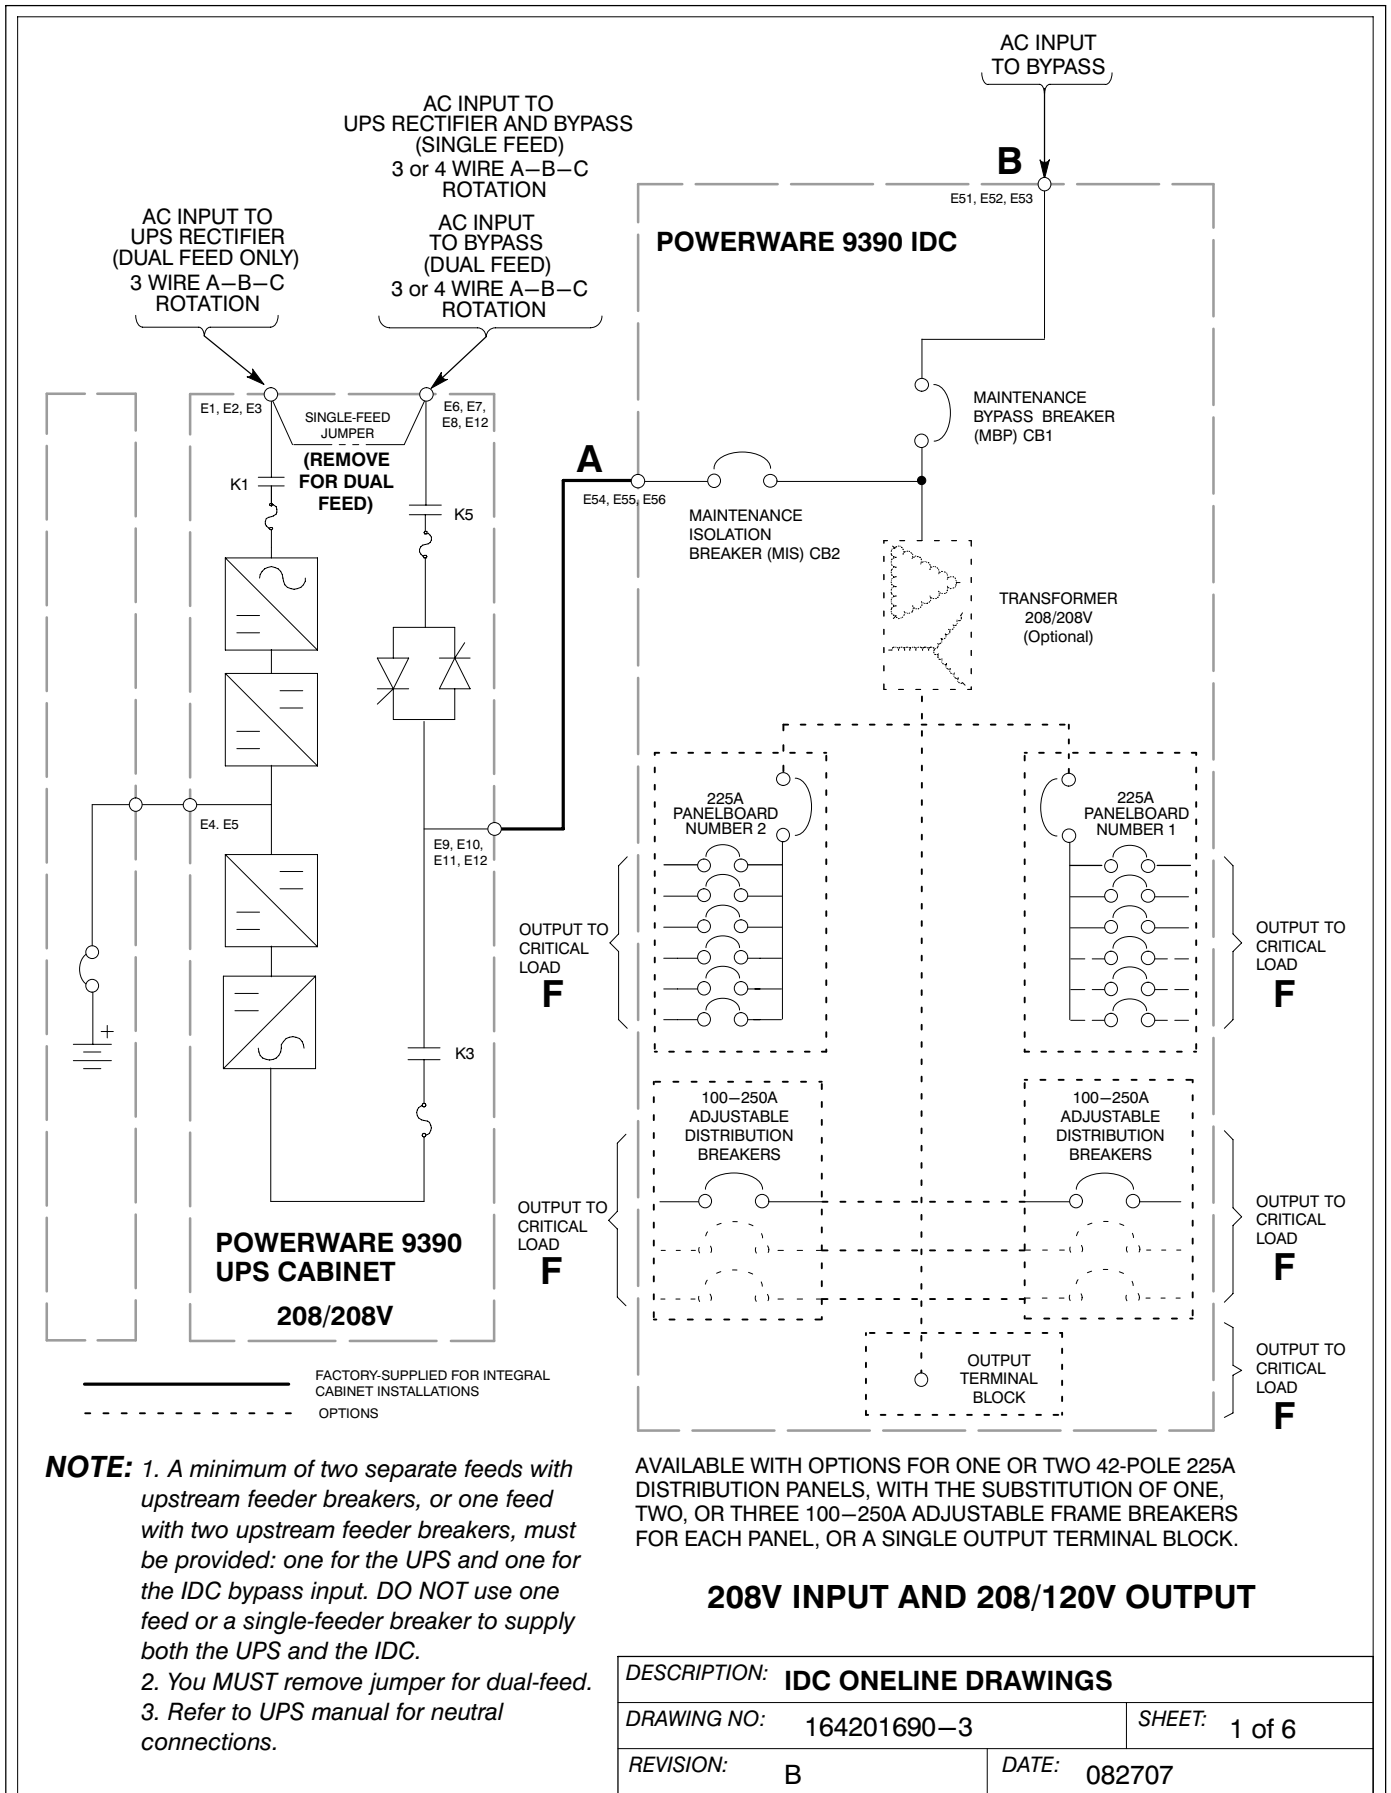 AC INPUT
TO BYPASS
AC INPUT TO
UPS RECTIFIER AND BYPASS
(SINGLE FEED)
3 or 4 WIRE A–B–C
ROTATION
AC INPUT
TO BYPASS
(DUAL FEED)
3 or 4 WIRE A–B–C
ROTATION
AC INPUT TO
UPS RECTIFIER
(DUAL FEED ONLY)
3 WIRE A–B–C
ROTATION
B
E51, E52, E53
POWERWARE 9390 IDC
E1, E2, E3
SINGLE-FEED
JUMPER
(REMOVE
FOR DUAL
FEED)
E6, E7,
E8, E12
K1
K5
A
E54, E55, E56
MAINTENANCE
BYPASS BREAKER
(MBP) CB1
MAINTENANCE
ISOLATION
BREAKER (MIS) CB2
TRANSFORMER
208/208V
(Optional)
E4. E5
E9, E10,
E11, E12
225A
PANELBOARD
NUMBER 2
225A
PANELBOARD
NUMBER 1
OUTPUT TO
CRITICAL
LOAD
F
OUTPUT TO
CRITICAL
LOAD
F
+
K3
100–250A
ADJUSTABLE
DISTRIBUTION
BREAKERS
100–250A
ADJUSTABLE
DISTRIBUTION
BREAKERS
OUTPUT TO
CRITICAL
LOAD
F
OUTPUT TO
CRITICAL
LOAD
F
POWERWARE 9390
UPS CABINET
208/208V
OUTPUT
TERMINAL
BLOCK
OUTPUT TO
CRITICAL
LOAD
F
FACTORY-SUPPLIED FOR INTEGRAL
CABINET INSTALLATIONS
OPTIONS
NOTE: 1. A minimum of two separate feeds with
upstream feeder breakers, or one feed
with two upstream feeder breakers, must
be provided: one for the UPS and one for
the IDC bypass input. DO NOT use one
feed or a single-feeder breaker to supply
both the UPS and the IDC.
2. You MUST remove jumper for dual-feed.
3. Refer to UPS manual for neutral
connections.
AVAILABLE WITH OPTIONS FOR ONE OR TWO 42-POLE 225A
DISTRIBUTION PANELS, WITH THE SUBSTITUTION OF ONE,
TWO, OR THREE 100–250A ADJUSTABLE FRAME BREAKERS
FOR EACH PANEL, OR A SINGLE OUTPUT TERMINAL BLOCK.
208V INPUT AND 208/120V OUTPUT
DESCRIPTION: IDC ONELINE DRAWINGS
DRAWING NO: 164201690–3
SHEET: 1 of 6
REVISION: B
DATE: 082707